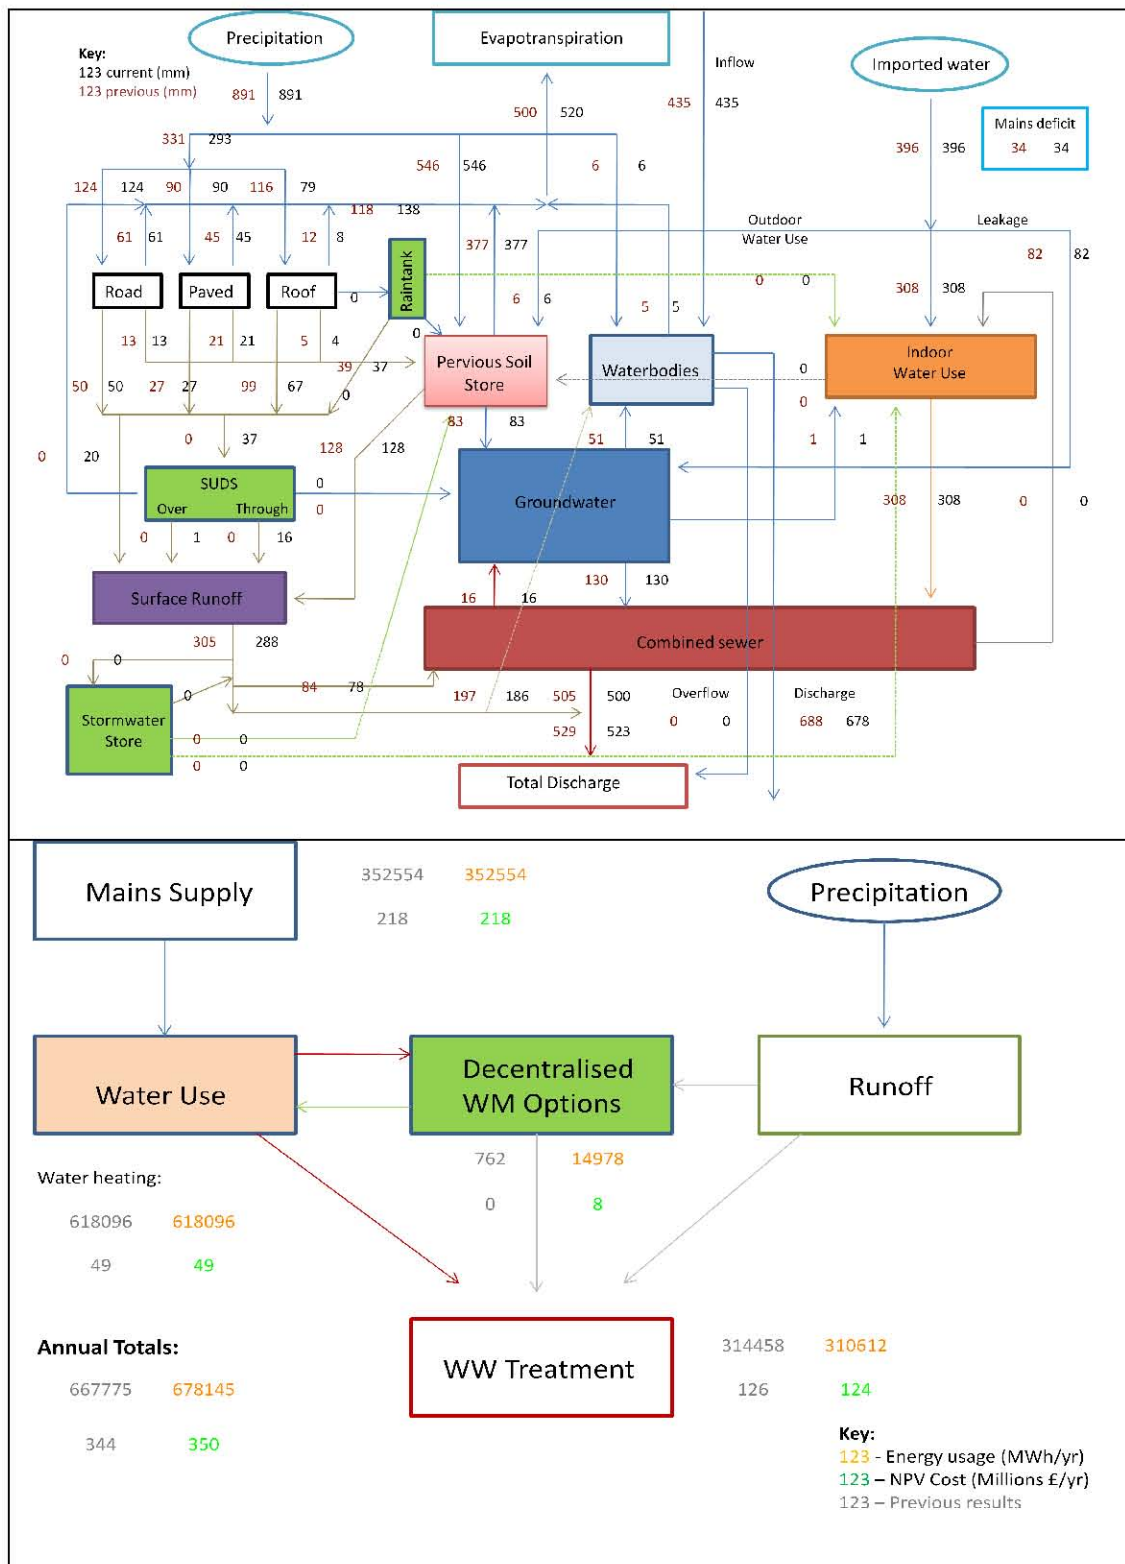 Precipitation
Evapotranspiration
Key:
123 current (mm)
123 previous (mm)
Inflow
Imported water
891 891
500 520
435 435
Mains deficit
34 34
396 396
331 293
546 546
6 6
124 124 90 90 116 79
118 138
Outdoor
Water Use
Leakage
61 61 45 45 12 8
377 377
82 82
Raintank
0 0
Road
Paved
Roof
0
308 308
6 6
5 5
0
13 13 21 21 5 4
Pervious Soil
Store
Waterbodies
Indoor
Water Use
39 37
0
50 50 27 27 99 67
0
0
83 83
51 51
1 1
0 37
128 128
0 20
SUDS
Over Through
0
0
Groundwater
308 308
0 0
0 1 0 16
Surface Runoff
130 130
16 16
305 288
Combined sewer
0 0
0
84 78
197 186 505 500
Overflow
Discharge
0 0
688 678
529 523
Stormwater
Store
0 0
0 0
Total Discharge
Mains Supply
352554 352554
218 218
Precipitation
Water Use
Decentralised
WM Options
Runoff
762 14978
0 8
Water heating:
618096 618096
49 49
Annual Totals:
667775 678145
344 350
WW Treatment
314458 310612
126 124
Key:
123 - Energy usage (MWh/yr)
123 – NPV Cost (Millions £/yr)
123 – Previous results